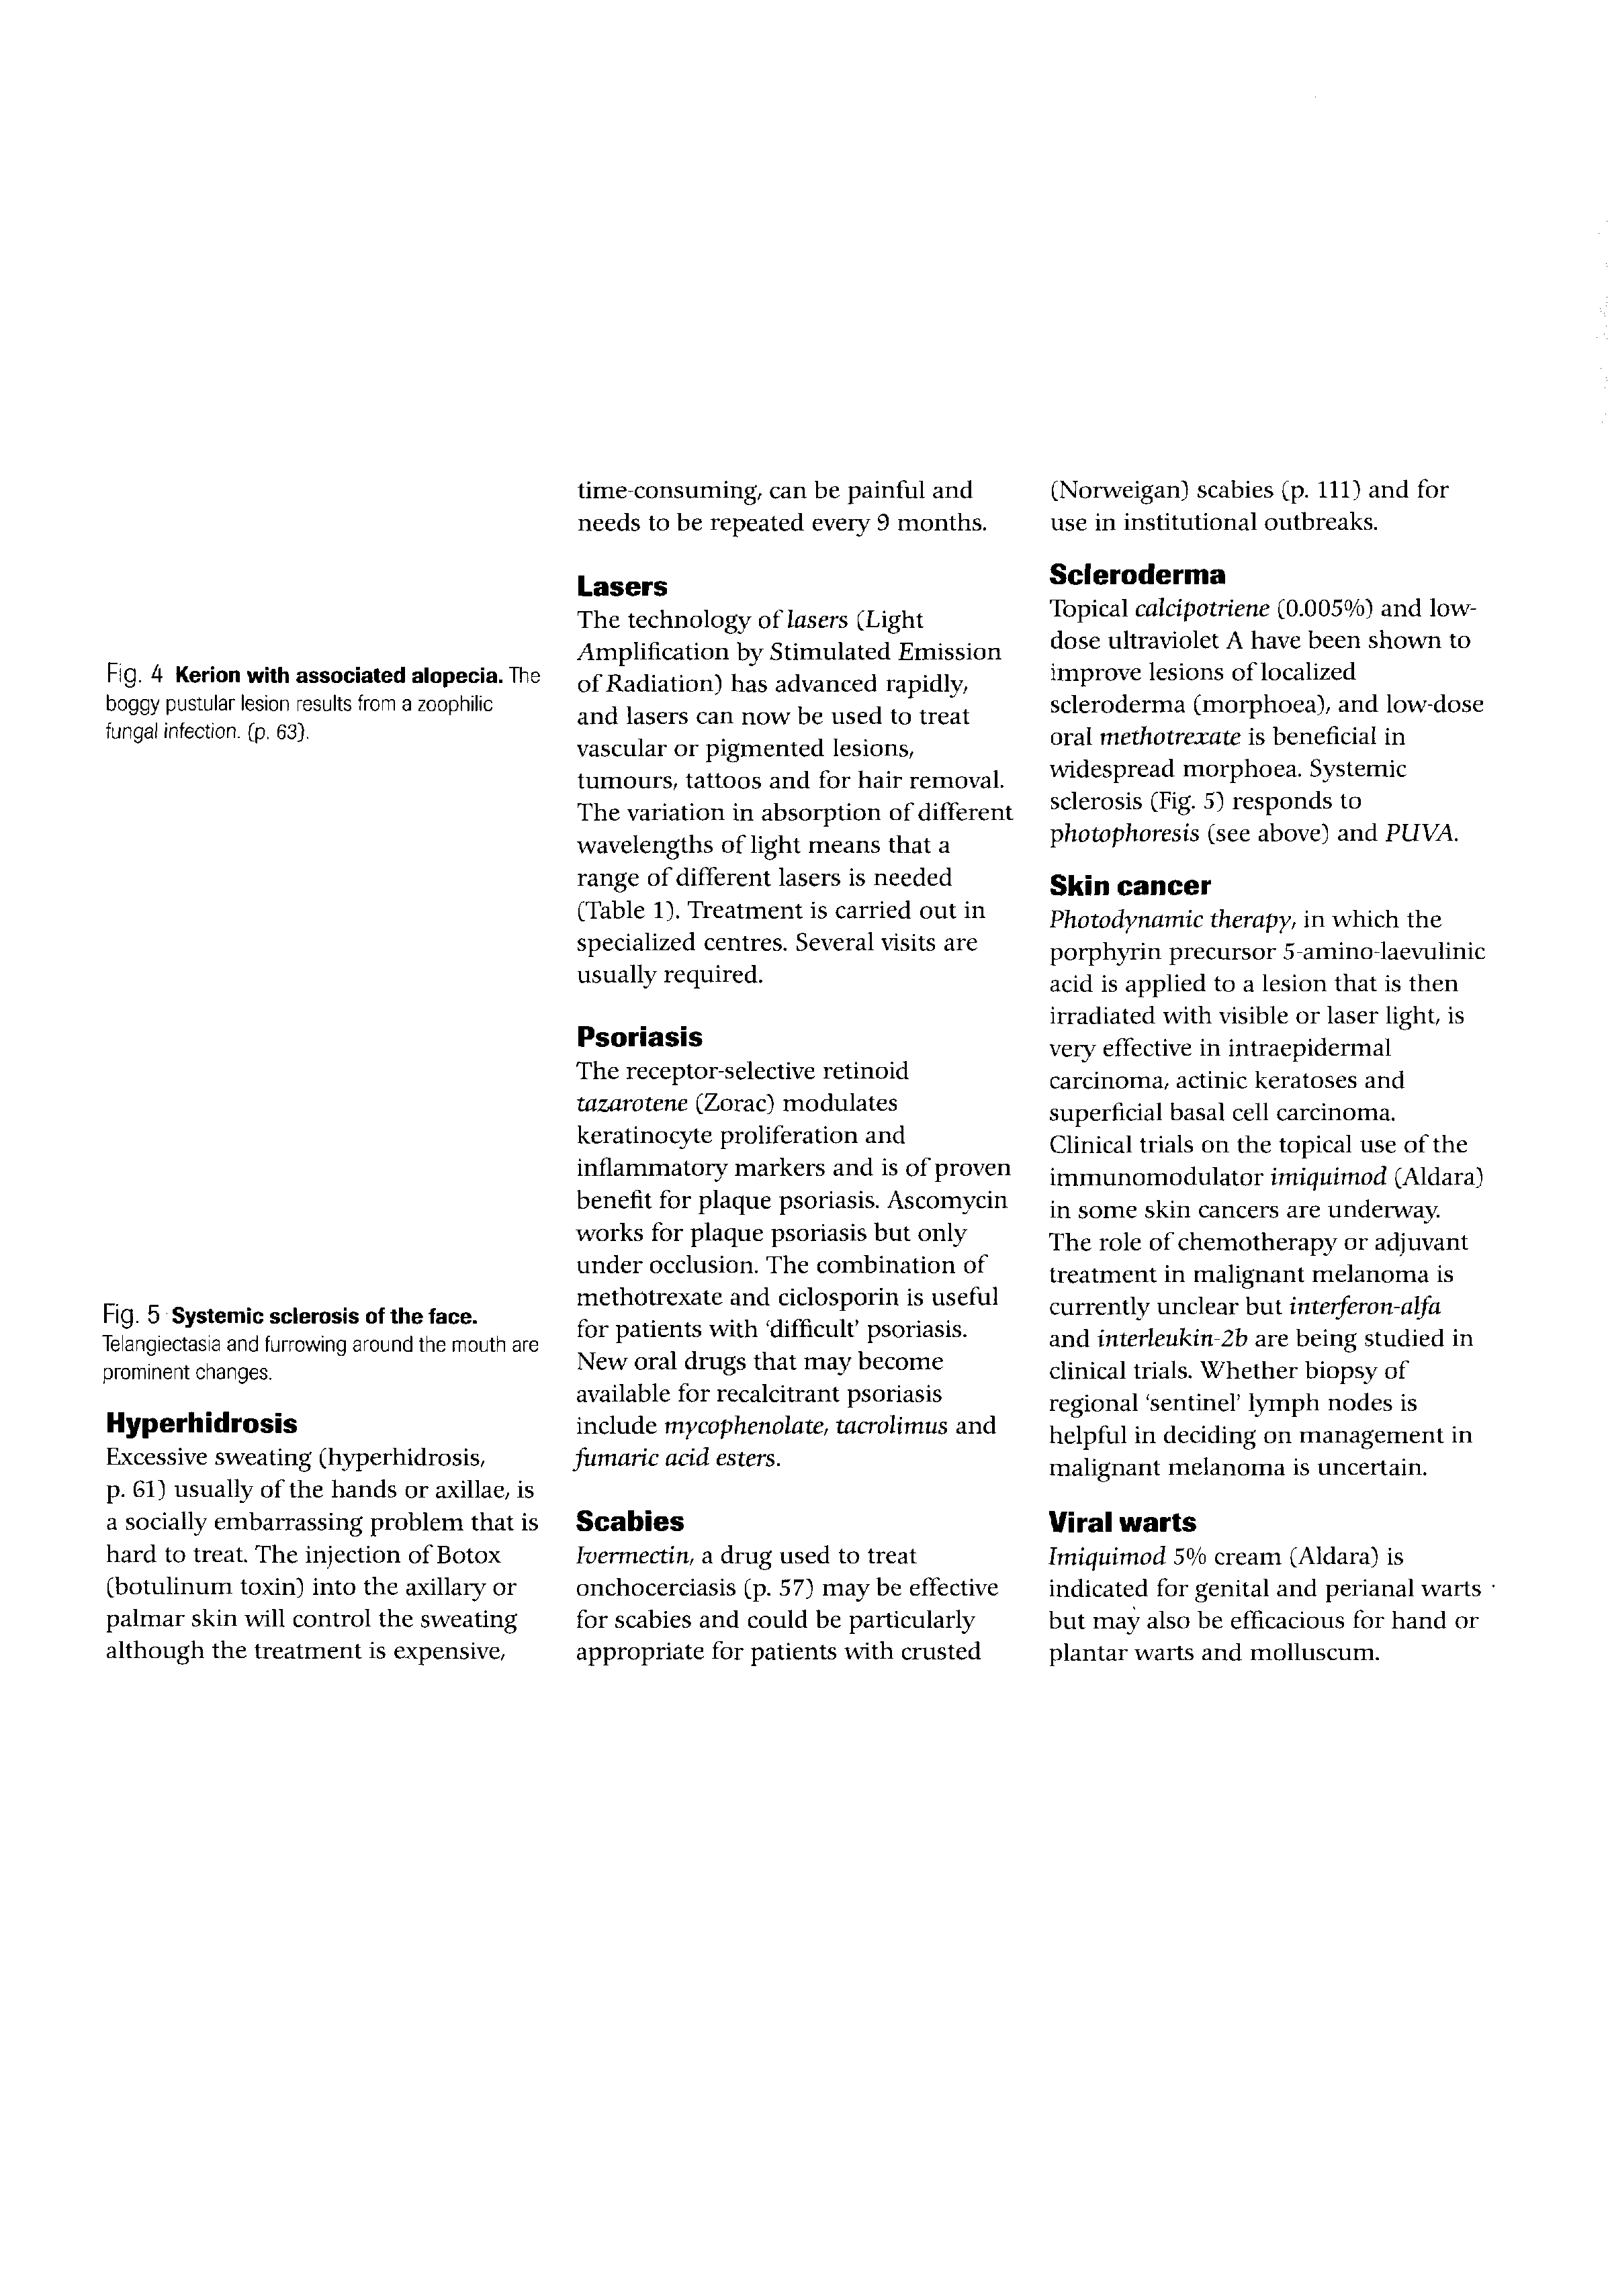 Fig. 4 Kerion with associated alopecia. The
boggy pustular lesion results from a zoophilic
fungal infection. (p. 63).
Fig. 5 Systemic sclerosis of the face.
Telangiectasia and furrowing around the mouth are
prominent changes.
Hyperhidrosis
Excessive sweating (hyperhidrosis,
p. 61) usually of the hands or axillae, is
a socially embarrassing problem that is
hard to treat. The injection of Botox
(botulinum toxin) into the axillary or
palmar skin will control the sweating
although the treatment is expensive,
time-consuming, can be painful and
needs to be repeated every 9 months.
Lasers
The technology of lasers (Light
Amplification by Stimulated Emission
of Radiation) has advanced rapidly,
and lasers can now be used to treat
vascular or pigmented lesions,
tumours, tattoos and for hair removal.
The variation in absorption of different
wavelengths of light means that a
range of different lasers is needed
(Table 1). Treatment is carried out in
specialized centres. Several visits are
usually required.
Psoriasis
The receptor-selective retinoid
tazarotene (Zorac) modulates
keratinocyte proliferation and
inflammatory markers and is of proven
benefit for plaque psoriasis. Ascomycin
works for plaque psoriasis but only
under occlusion. The combination of
methotrexate and ciclosporin is useful
for patients with 'difficult' psoriasis.
New oral drugs that may become
available for recalcitrant psoriasis
include mycophenolate, tacrolimus and
fumaric acid esters.
Scabies
Ivermectin, a drug used to treat
onchocerciasis (p. 57) may be effective
for scabies and could be particularly
appropriate for patients with crusted
(Norweigan) scabies (p. 111) and for
use in institutional outbreaks.
Scleroderma
Topical calcipotriene (0.005%) and low-
dose ultraviolet A have been shown to
improve lesions of localized
scleroderma (morphoea), and low-dose
oral methotrexate is beneficial in
widespread morphoea. Systemic
sclerosis (Fig. 5) responds to
photophoresis (see above) and PUVA.
Skin cancer
Photodynamic therapy, in which the
porphyrin precursor 5-amino-laevulinic
acid is applied to a lesion that is then
irradiated with visible or laser light, is
very effective in intraepidermal
carcinoma, actinic keratoses and
superficial basal cell carcinoma.
Clinical trials on the topical use of the
immunomodulator imiquimod (Aldara)
in some skin cancers are underway.
The role of chemotherapy or adjuvant
treatment in malignant melanoma is
currently unclear but interferon-alfa
and interleukin-2b are being studied in
clinical trials. Whether biopsy of
regional 'sentinel' lymph nodes is
helpful in deciding on management in
malignant melanoma is uncertain.
Viral warts
Imiquimod 5% cream (Aldara) is
indicated for genital and perianal warts
but may also be efficacious for hand or
plantar warts and molluscum.